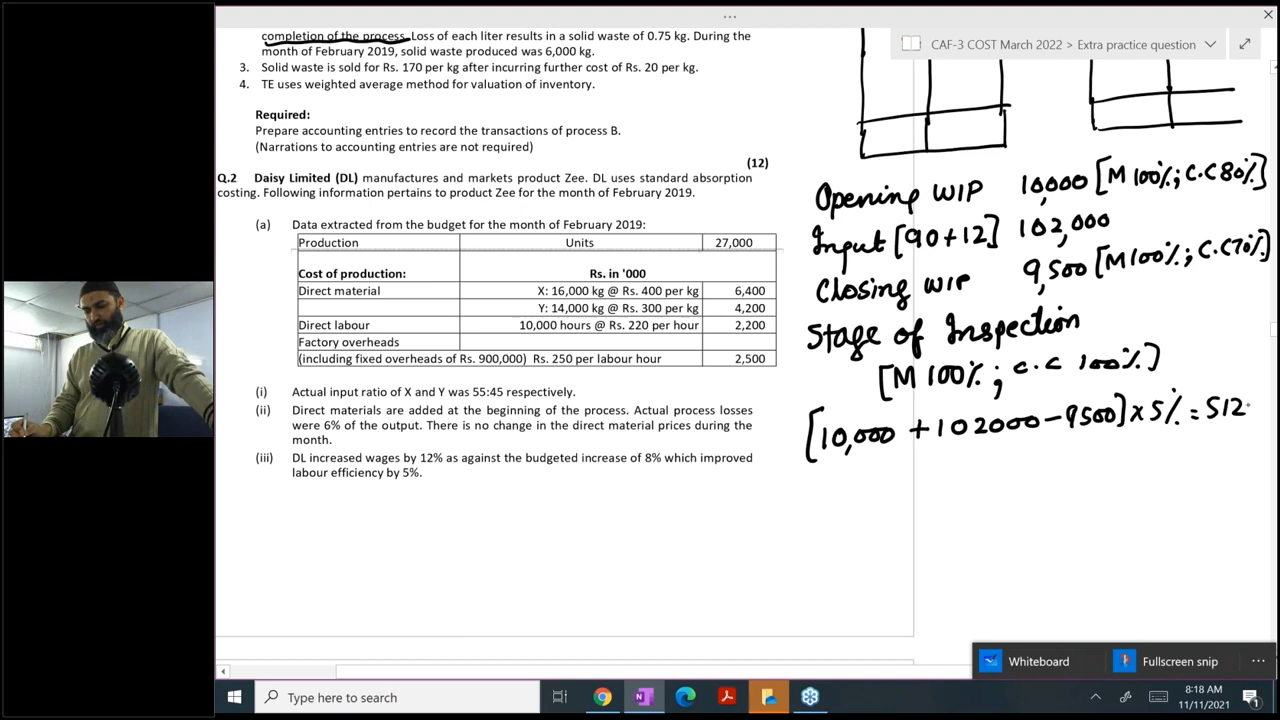 completion of the process. Loss of each liter results in a solid waste of 0.75 kg. During the
month of February 2019, solid waste produced was 6,000 kg.
3. Solid waste is sold for Rs. 170 per kg after incurring further cost of Rs. 20 per kg.
4. TE uses weighted average method for valuation of inventory.
Required:
Prepare accounting entries to record the transactions of process B.
(Narrations to accounting entries are not required)
(12)
Q.2 Daisy Limited (DL) manufactures and markets product Zee. DL uses standard absorption
costing. Following information pertains to product Zee for the month of February 2019.
(a) Data extracted from the budget for the month of February 2019:
Production Units 27,000
Cost of production: Rs. in '000
Direct material X: 16,000 kg @ Rs. 400 per kg 6,400
Y: 14,000 kg @ Rs. 300 per kg 4,200
Direct labour 10,000 hours @ Rs. 220 per hour 2,200
Factory overheads
(including fixed overheads of Rs. 900,000) Rs. 250 per labour hour 2,500
(i) Actual input ratio of X and Y was 55:45 respectively.
(ii) Direct materials are added at the beginning of the process. Actual process losses
were 6% of the output. There is no change in the direct material prices during the
month.
(iii) DL increased wages by 12% as against the budgeted increase of 8% which improved
labour efficiency by 5%.
CAF-3 COST March 2022 > Extra practice question
Opening WIP 10,000 [M 100%; C.C 80%]
Input [90+12] 102,000
Closing WIP 9,500 [M 100%; C.C 70%]
Stage of Inspection
[M 100%; C.C 100%]
[10,000 + 102000 - 9500] x 5% = 512
Whiteboard
Fullscreen snip
Type here to search
8:18 AM
11/11/2021
1